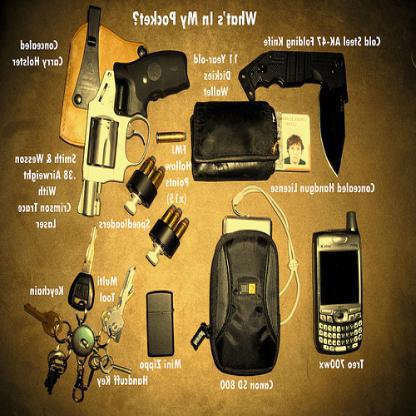 What's In My Pocket?
Cold Steel AK-47 Folding Knife
Concealed
Carry Holster
11 Year-old
Dickies
Wallet
FMJ
Hollow
Points
(x15)
Concealed Handgun License
Smith & Wesson
.38 Airweight
With
Crimson Trace
Laser
Speedloaders
Keychain
Multi
Tool
Mini Zippo
Handcuff Key
Canon SD 800
Treo 700wx